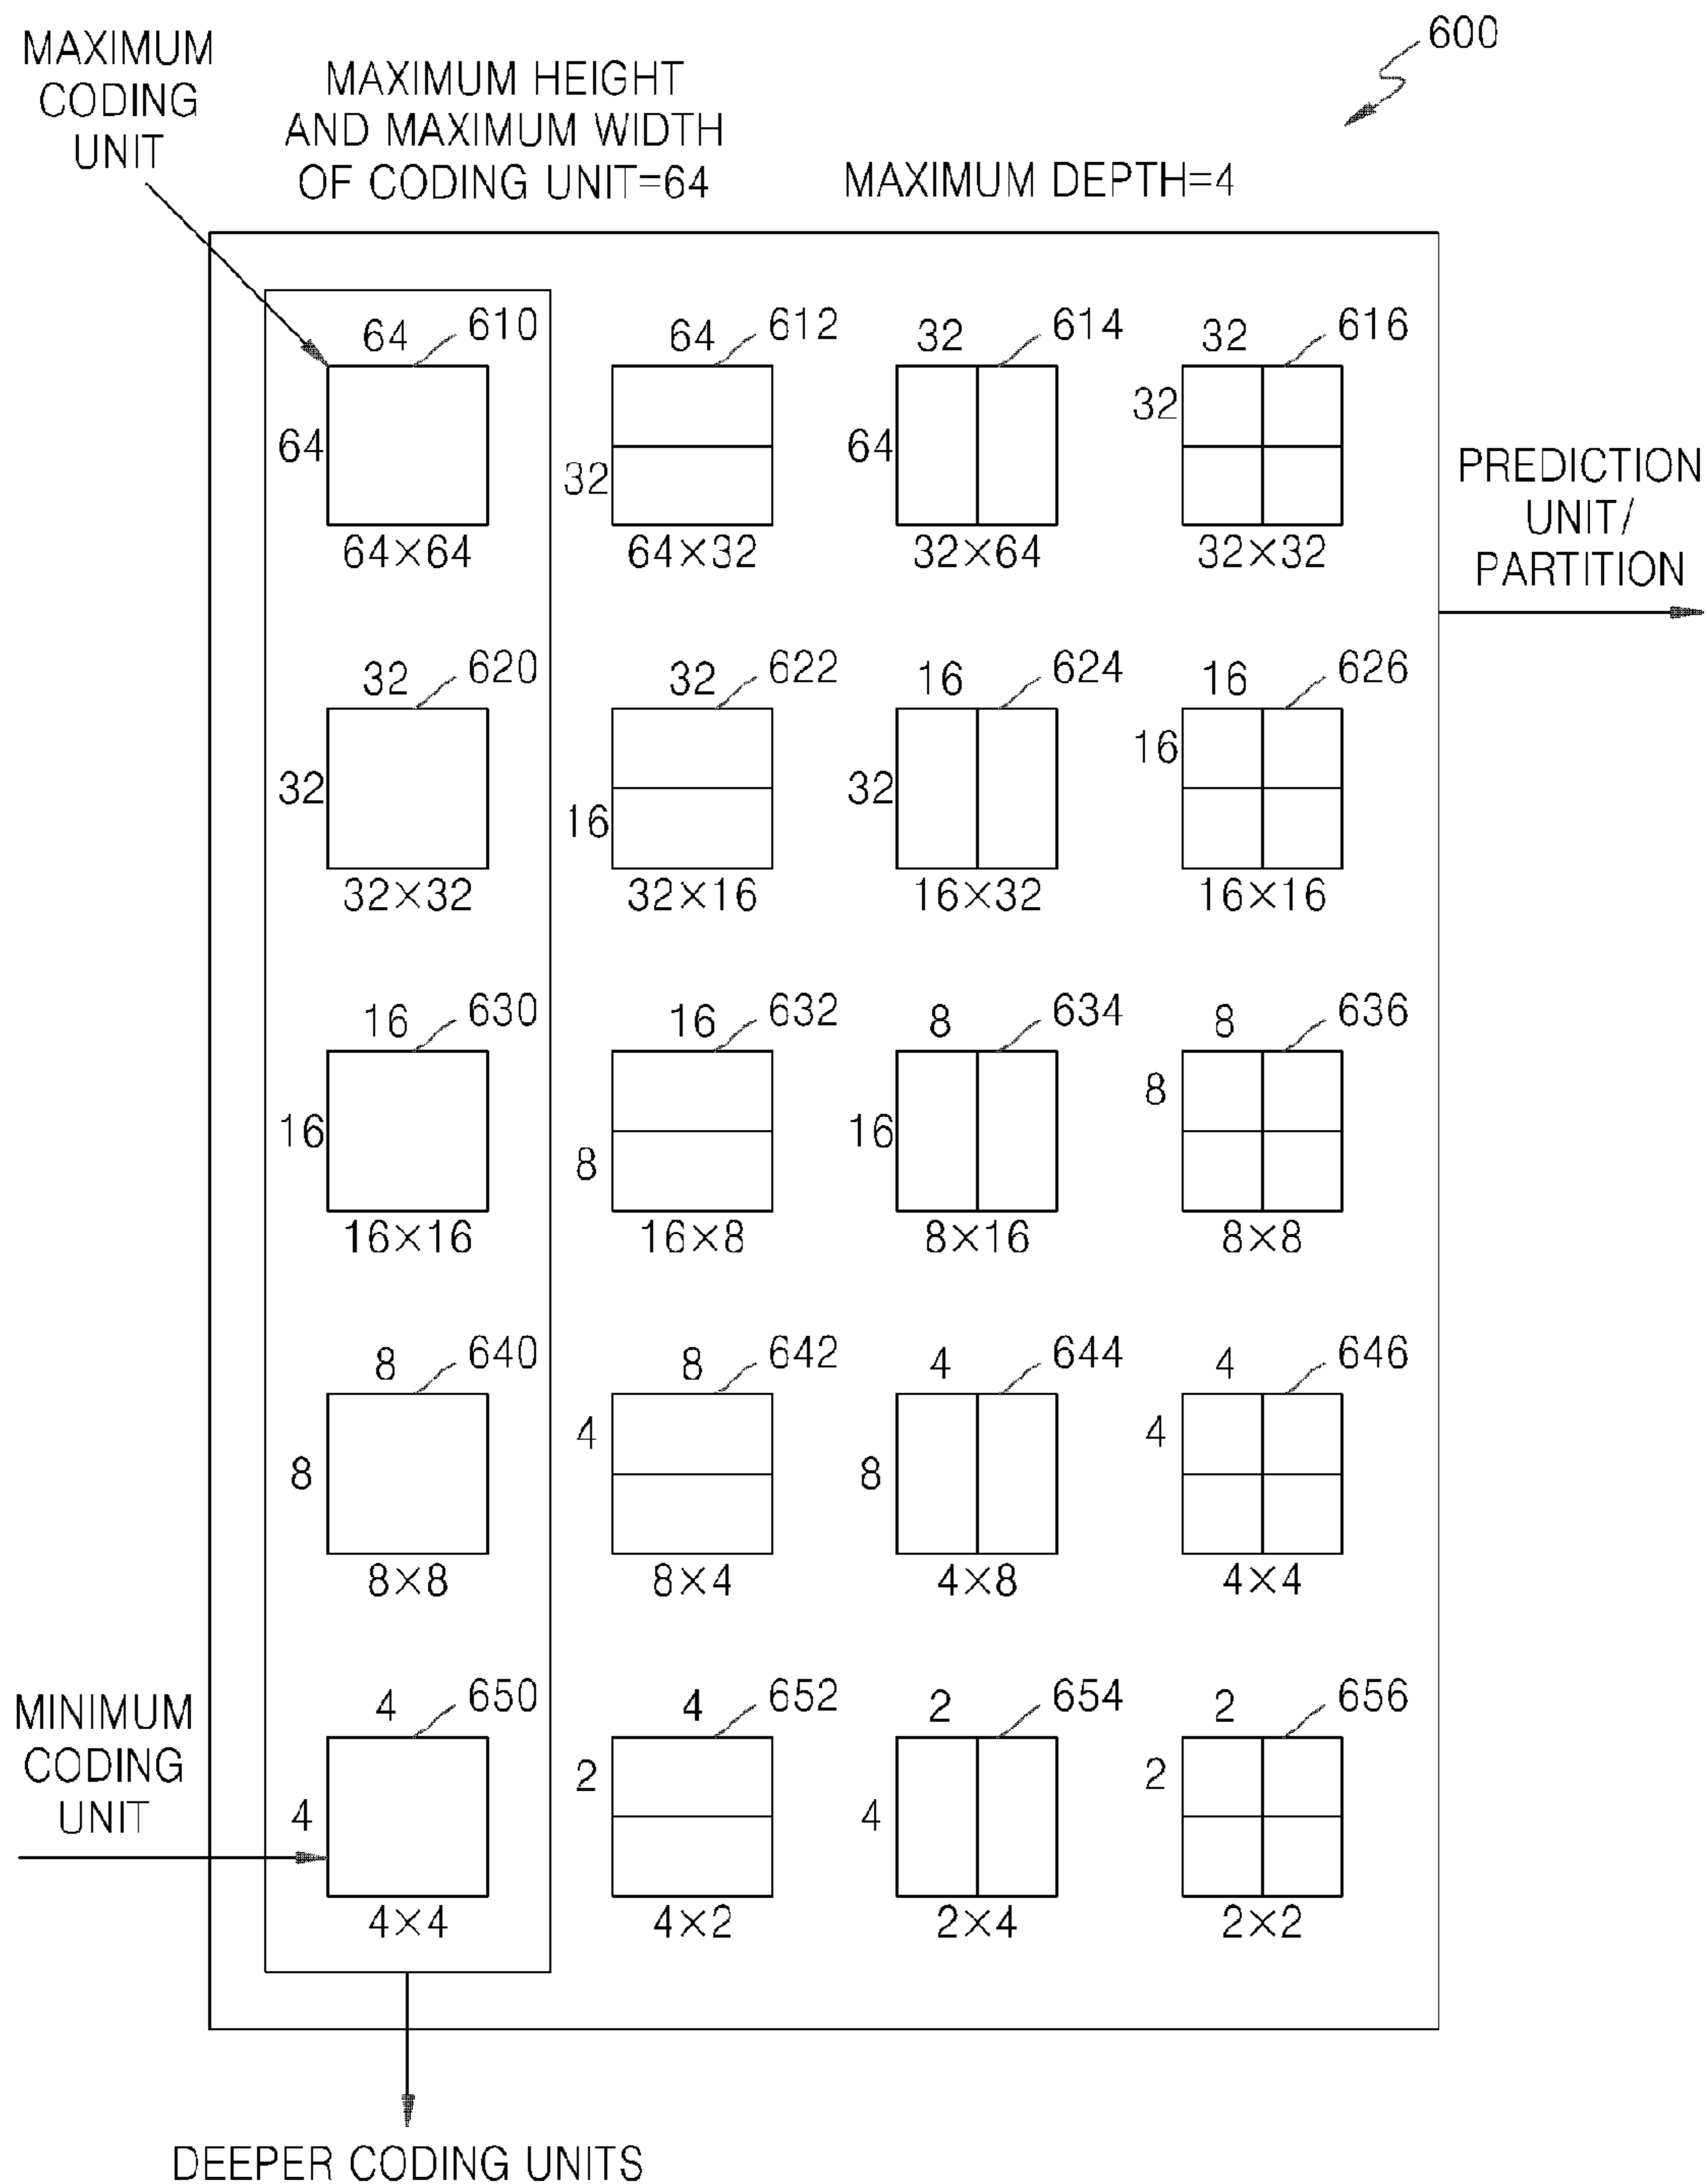 600
MAXIMUM
CODING
UNIT
MAXIMUM HEIGHT
AND MAXIMUM WIDTH
OF CODING UNIT=64
MAXIMUM DEPTH=4
64 610 64 612 32 614 32 616
64 32 64 32
64×64 64×32 32×64 32×32
PREDICTION
UNIT/
PARTITION
32 620 32 622 16 624 16 626
32 16 32 16
32×32 32×16 16×32 16×16
16 630 16 632 8 634 8 636
16 8 16 8
16×16 16×8 8×16 8×8
8 640 8 642 4 644 4 646
8 4 8 4
8×8 8×4 4×8 4×4
MINIMUM
CODING
UNIT
4 650 4 652 2 654 2 656
4 2 4 2
4×4 4×2 2×4 2×2
DEEPER CODING UNITS